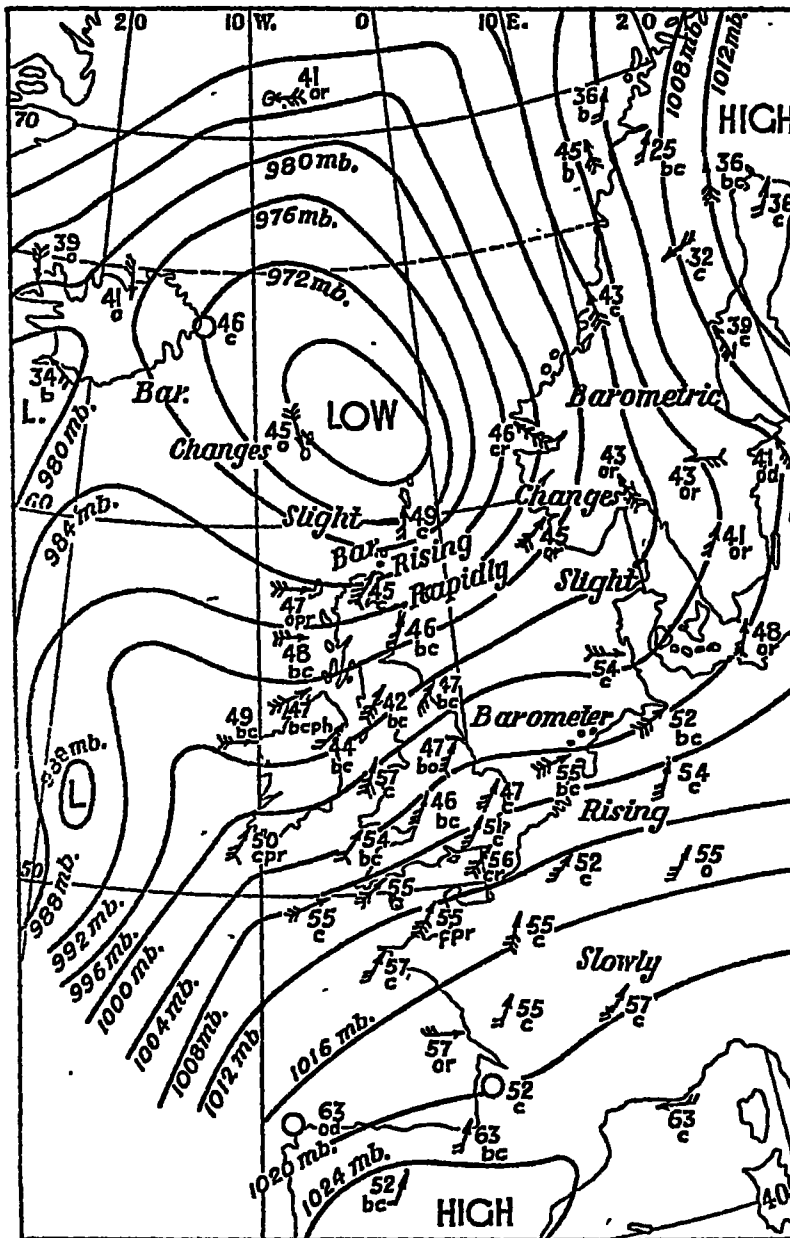 20 10 W. 0 10 E. 20
1008 mb. 1012 mb.
41
or
70
36
b
HIGH
45
b
25
bc
36
bc
36
c
980 mb.
976 mb.
972 mb.
39
o
32
c
41
o
46
c
43
c
39
c
34
b
L.
Bar.
LOW
Barometric
980 mb.
45
o
Changes
46
cr
43
or
43
or
41
od
60
984 mb.
Slight
49
c
Changes
Bar.
Rising
45
41
or
47
opr
45
c
Rapidly
Slight
48
bc
46
bc
54
c
48
or
49
bc
47
bcph
42
bc
47
bc
Barometer
52
bc
44
bc
47
bo
55
bc
54
c
988 mb.
L
57
c
46
bc
47
c
Rising
50
cpr
54
bc
51
c
56
cr
52
c
55
o
50
988 mb.
992 mb.
996 mb.
1000 mb.
1004 mb.
1008 mb.
1012 mb.
55
c
55
55
fpr
55
c
57
c
Slowly
1016 mb.
55
c
57
c
57
or
52
c
63
od
63
bc
63
c
1020 mb.
1024 mb.
52
bc
HIGH
40